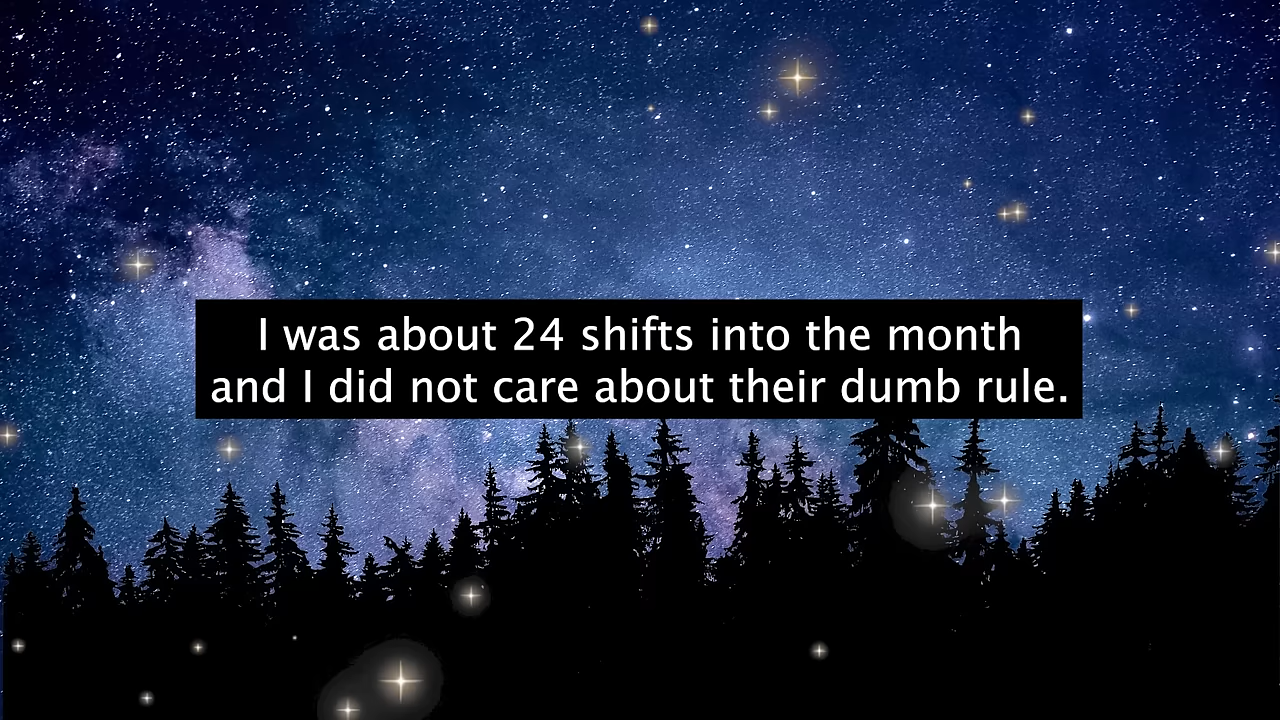 I was about 24 shifts into the month
and I did not care about their dumb rule.